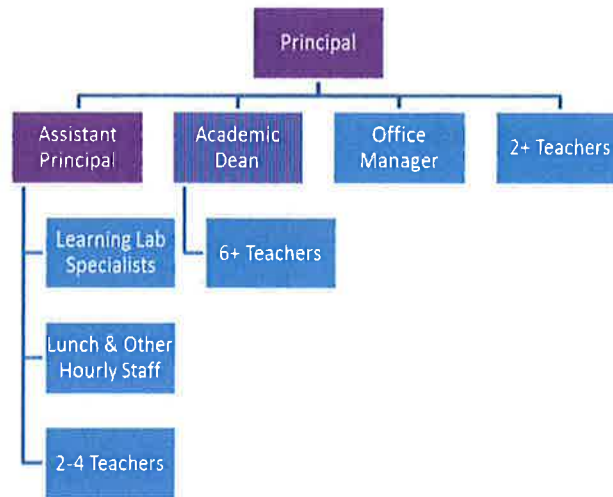 Principal
Assistant
Principal
Academic
Dean
Office
Manager
2+ Teachers
Learning Lab
Specialists
6+ Teachers
Lunch & Other
Hourly Staff
2-4 Teachers